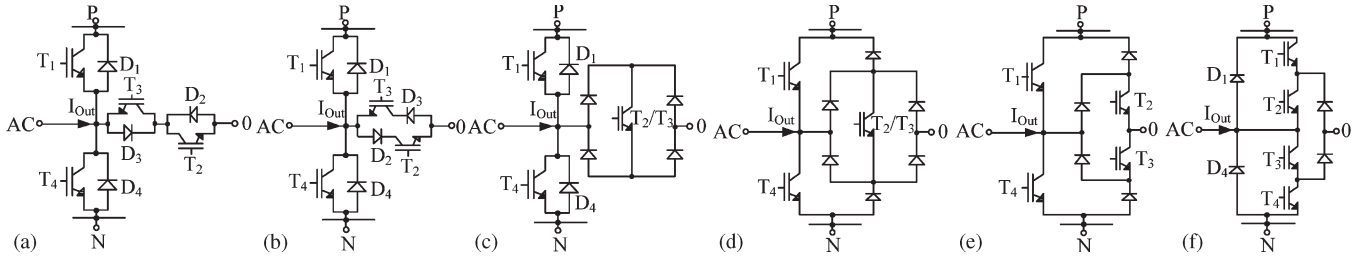 P
T1
D1
T3
D2
IOut
AC
0
D3
T2
T4
D4
(a)
N
P
T1
D1
T3
D3
IOut
AC
0
D2
T2
T4
D4
(b)
N
P
T1
D1
IOut
AC
T2/T3
0
T4
D4
(c)
N
P
T1
IOut
AC
T2/T3
0
T4
(d)
N
P
T1
T2
IOut
AC
0
T3
T4
(e)
N
P
T1
D1
T2
IOut
AC
0
T3
D4
T4
(f)
N